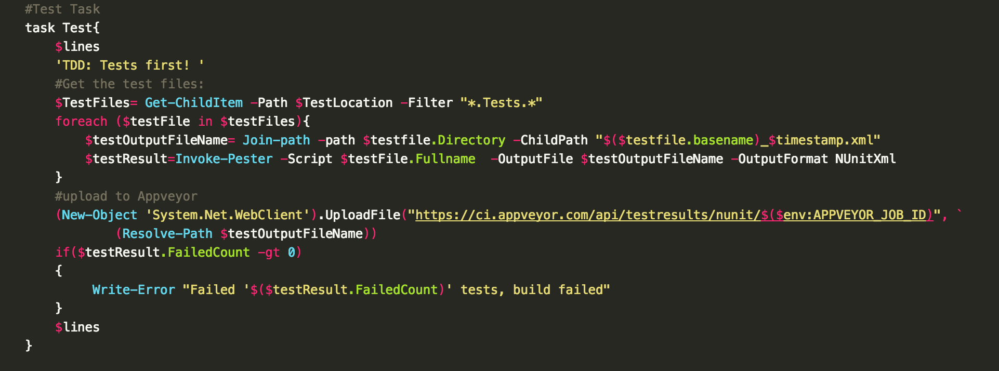 #Test Task
task Test{
    $lines
    'TDD: Tests first! '
    #Get the test files:
    $TestFiles= Get-ChildItem -Path $TestLocation -Filter "*.Tests.*"
    foreach ($testFile in $testFiles){
        $testOutputFileName= Join-path -path $testfile.Directory -ChildPath "$($testfile.basename)_$timestamp.xml"
        $testResult=Invoke-Pester -Script $testFile.Fullname  -OutputFile $testOutputFileName -OutputFormat NUnitXml
    }
    #upload to Appveyor
    (New-Object 'System.Net.WebClient').UploadFile("https://ci.appveyor.com/api/testresults/nunit/$($env:APPVEYOR_JOB_ID)", `
            (Resolve-Path $testOutputFileName))
    if($testResult.FailedCount -gt 0)
    {
         Write-Error "Failed '$($testResult.FailedCount)' tests, build failed"
    }
    $lines
}